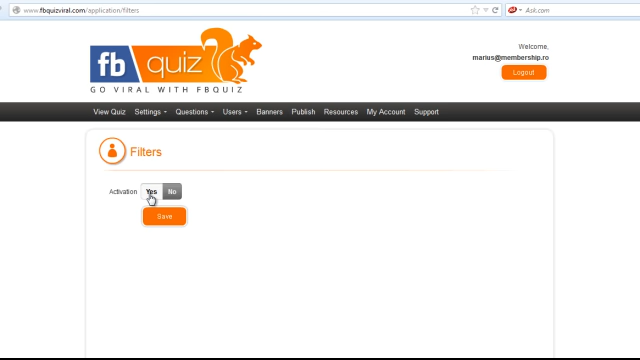 www.fbquizviral.com/application/filters
Ask.com
fb quiz
GO VIRAL WITH FBQUIZ
Welcome,
marius@membership.ro
Logout
View Quiz Settings Questions Users Banners Publish Resources My Account Support
Filters
Activation Yes No
Save